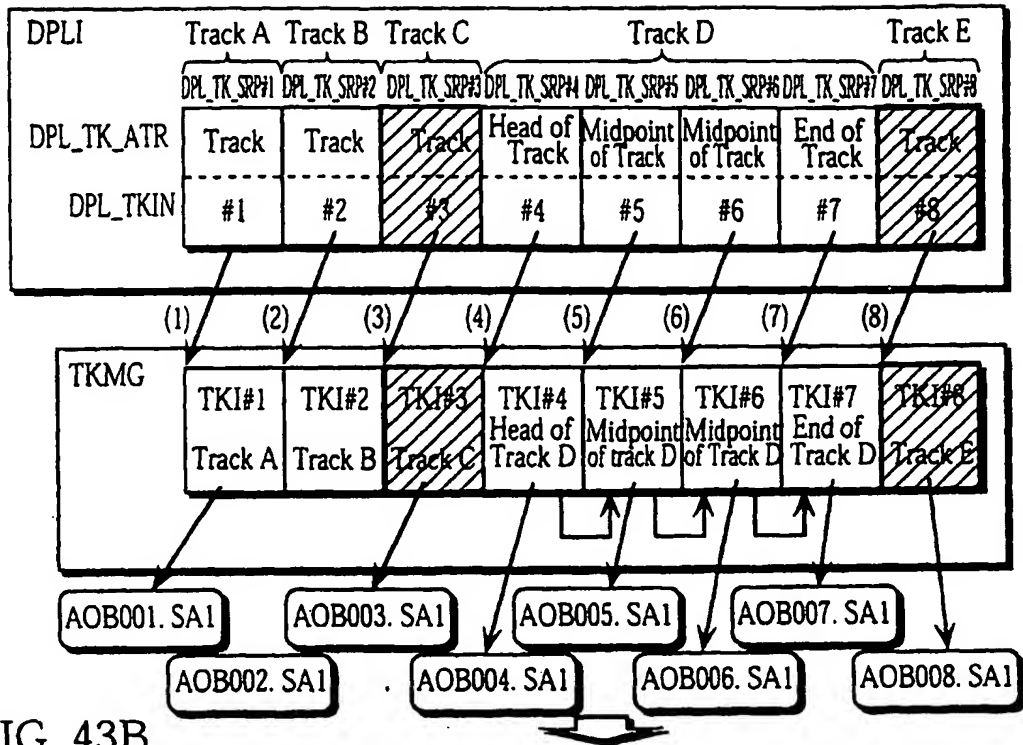 DPLI Track A Track B Track C Track D Track E
DPL_TK_SRP#1 DPL_TK_SRP#2 DPL_TK_SRP#3 DPL_TK_SRP#4 DPL_TK_SRP#5 DPL_TK_SRP#6 DPL_TK_SRP#7 DPL_TK_SRP#8
DPL_TK_ATR Track Track Track Head of Track Midpoint of Track Midpoint of Track End of Track Track
DPL_TKIN #1 #2 #3 #4 #5 #6 #7 #8
(1) (2) (3) (4) (5) (6) (7) (8)
TKMG
TKI#1 TKI#2 TKI#3 TKI#4 TKI#5 TKI#6 TKI#7 TKI#8
Track A Track B Track C Head of Track D Midpoint of track D Midpoint of Track D End of Track D Track E
AOB001. SA1 AOB003. SA1 AOB005. SA1 AOB007. SA1
AOB002. SA1 AOB004. SA1 AOB006. SA1 AOB008. SA1
IG. 43B